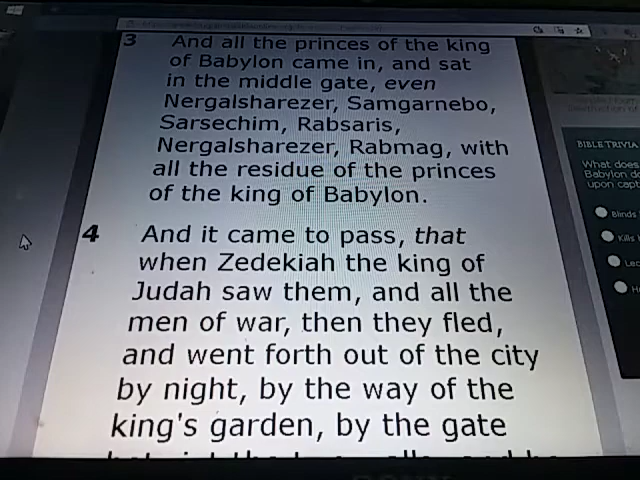 3 And all the princes of the king
of Babylon came in, and sat
in the middle gate, even
Nergalsharezer, Samgarnebo,
Sarsechim, Rabsaris,
Nergalsharezer, Rabmag, with
all the residue of the princes
of the king of Babylon.
4 And it came to pass, that
when Zedekiah the king of
Judah saw them, and all the
men of war, then they fled,
and went forth out of the city
by night, by the way of the
king's garden, by the gate
BIBLE TRIVIA
What does
Babylon do
upon capt
Blinds
Kills